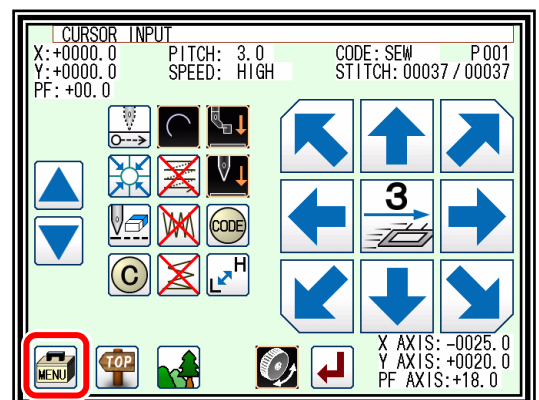 CURSOR INPUT
X:+0000.0 PITCH: 3.0 CODE:SEW P001
Y:+0000.0 SPEED: HIGH STITCH:00037/00037
PF:+00.0
3
CODE
C
L H
X AXIS:-0025.0
MENU TOP Y AXIS:+0020.0
PF AXIS:+18.0